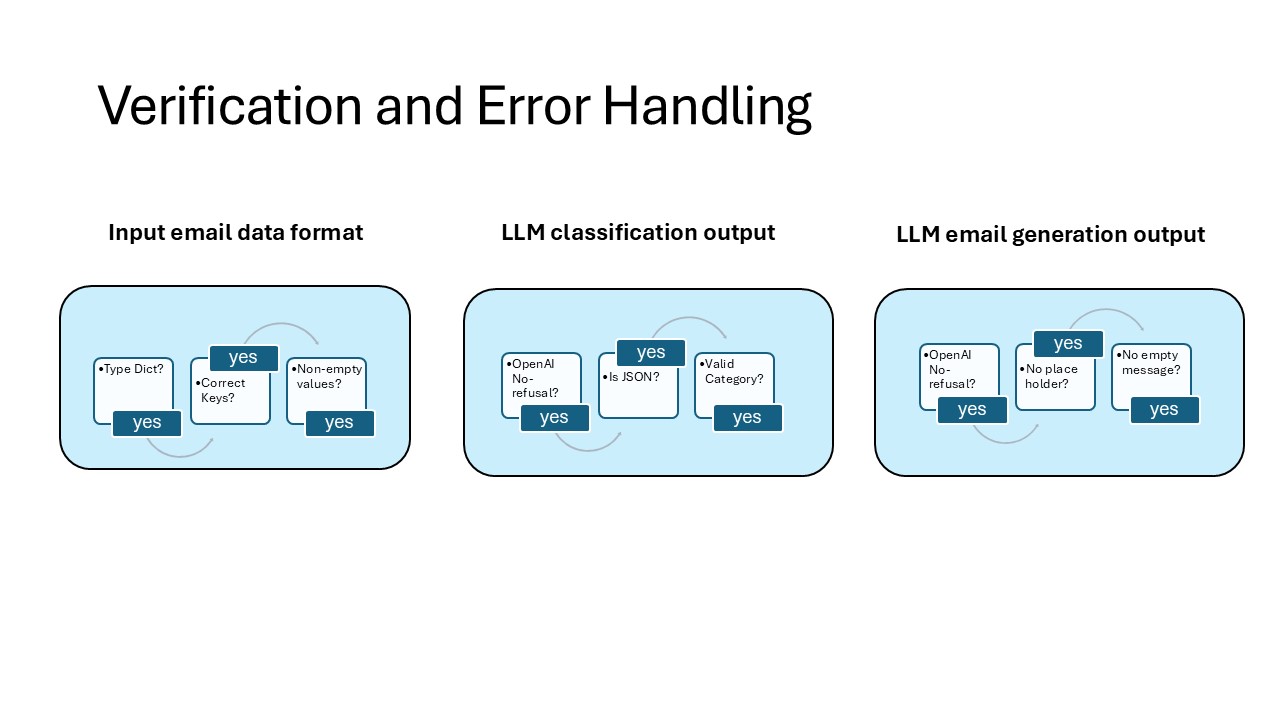 Verification and Error Handling
Input email data format
•Type Dict?
yes
yes
•Correct
Keys?
•Non-empty
values?
yes
LLM classification output
•OpenAI
No-
refusal?
yes
yes
•Is JSON?
•Valid
Category?
yes
LLM email generation output
•OpenAI
No-
refusal?
yes
yes
•No place
holder?
•No empty
message?
yes